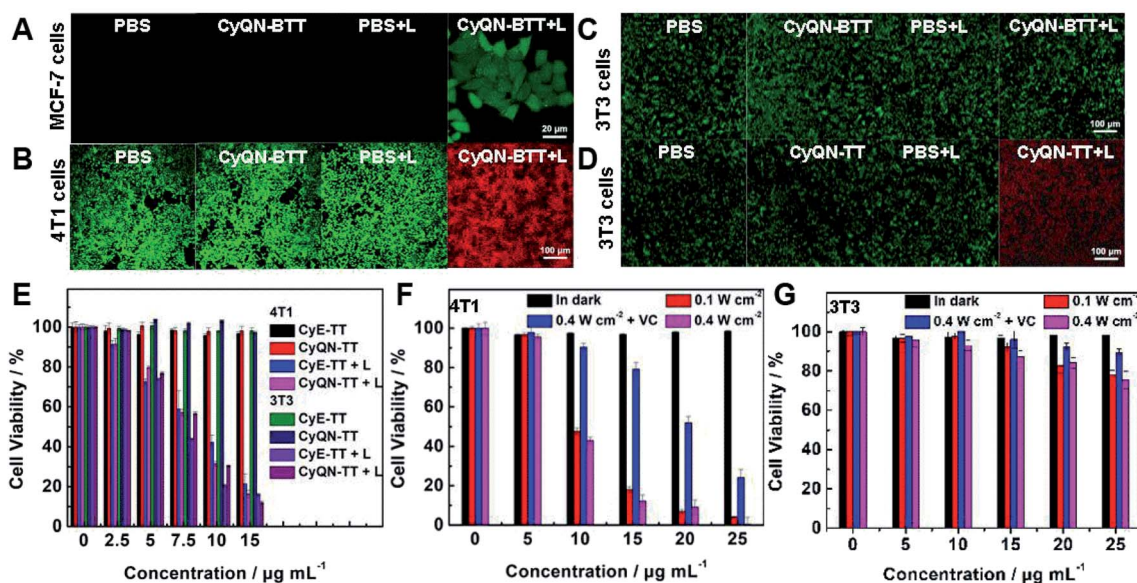 A
PBS
CyQN-BTT
PBS+L
CyQN-BTT+L
MCF-7 cells
20 μm
B
PBS
CyQN-BTT
PBS+L
CyQN-BTT+L
4T1 cells
100 μm
C
PBS
CyQN-BTT
PBS+L
CyQN-BTT+L
3T3 cells
100 μm
D
PBS
CyQN-TT
PBS+L
CyQN-TT+L
3T3 cells
100 μm
E
4T1
CyE-TT
CyQN-TT
CyE-TT + L
CyQN-TT + L
3T3
CyE-TT
CyQN-TT
CyE-TT + L
CyQN-TT + L
Cell Viability / %
100
80
60
40
20
0
0 2.5 5 7.5 10 15
Concentration / μg mL⁻¹
F
4T1
In dark
0.1 W cm⁻²
0.4 W cm⁻² + VC
0.4 W cm⁻²
Cell Viability / %
100
80
60
40
20
0
0 5 10 15 20 25
Concentration / μg mL⁻¹
G
3T3
In dark
0.1 W cm⁻²
0.4 W cm⁻² + VC
0.4 W cm⁻²
Cell Viability / %
100
80
60
40
20
0
0 5 10 15 20 25
Concentration / μg mL⁻¹